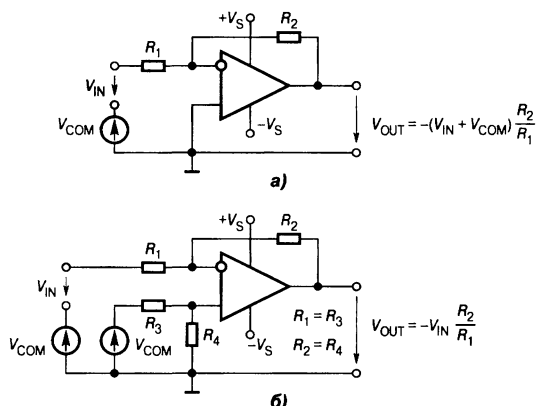 +V_S
R_2
R_1
V_IN
V_COM
−V_S
V_OUT = −(V_IN + V_COM) R_2/R_1
а)
+V_S
R_2
R_1
V_IN
R_3
V_COM
V_COM
R_4
−V_S
R_1 = R_3
R_2 = R_4
V_OUT = −V_IN R_2/R_1
б)